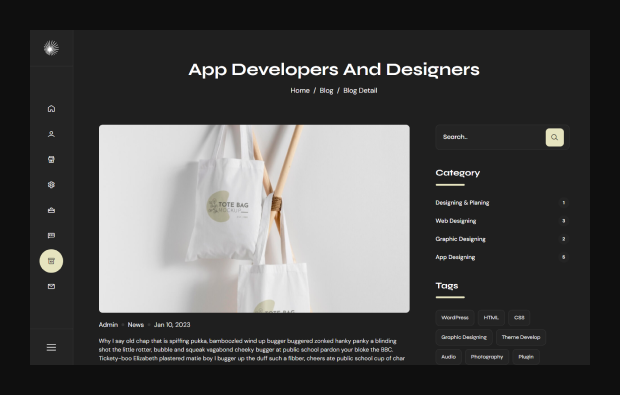 App Developers And Designers
Home / Blog / Blog Detail
Search..
TOTE BAG
MOCKUP
Admin
News
Jan 10, 2023
Why I say old chap that is spiffing pukka, bamboozled wind up bugger buggered zonked hanky panky a blinding
shot the little rotter, bubble and squeak vagabond cheeky bugger at public school pardon your bloke the BBC.
Tickety-boo Elizabeth plastered matie boy I bugger up the duff such a fibber, cheers ate public school cup of char
Category
Designing & Planing 1
Web Designing 3
Graphic Designing 2
App Designing 6
Tags
WordPress HTML CSS
Graphic Designing Theme Develop
Audio Photography Plugin